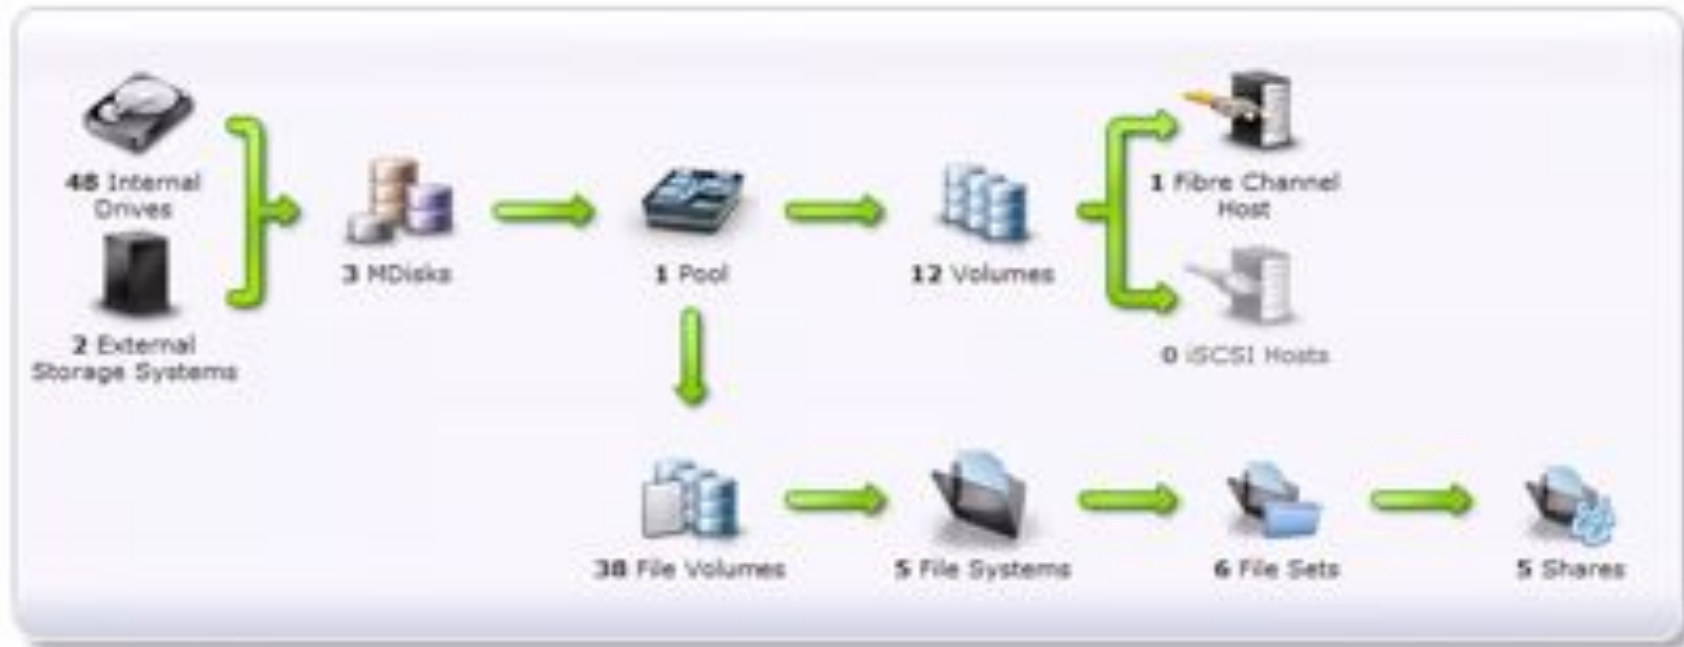 48 Internal
Drives
2 External
Storage Systems
3 MDisks
1 Pool
12 Volumes
1 Fibre Channel
Host
0 iSCSI Hosts
38 File Volumes
5 File Systems
6 File Sets
5 Shares